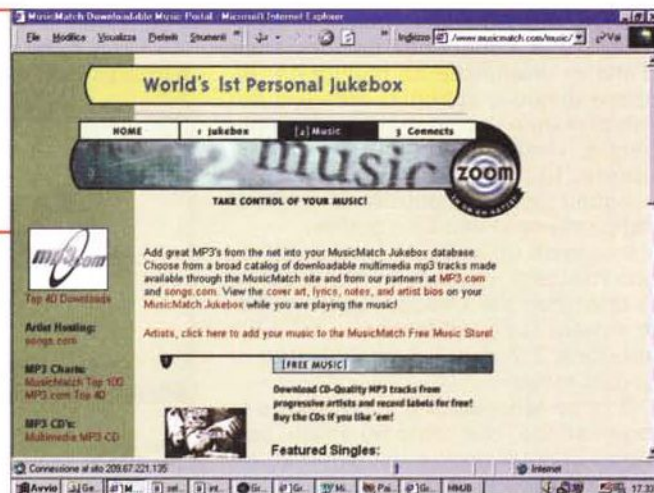 MusicMatch Downloadable Music Portal - Microsoft Internet Explorer
File Modifica Visualizza Preferiti Strumenti
Indirizzo /www.musicmatch.com/music/ Vai
World's 1st Personal Jukebox
HOME 1 Jukebox [2] Music 3 Connects
2 music
zoom
TAKE CONTROL OF YOUR MUSIC!
mp3.com
Top 40 Downloads
Artist Hosting:
songs.com
MP3 Charts:
MusicMatch Top 100
MP3.com Top 40
MP3 CD's:
Multimedia MP3 CD
Add great MP3's from the net into your MusicMatch Jukebox database.
Choose from a broad catalog of downloadable multimedia mp3 tracks made
available through the MusicMatch site and from our partners at MP3.com
and songs.com. View the cover art, lyrics, notes, and artist bios on your
MusicMatch Jukebox while you are playing the music!
Artists, click here to add your music to the MusicMatch Free Music Store!
[FREE MUSIC]
Download CD-Quality MP3 tracks from
progressive artists and record labels for free!
Buy the CDs if you like 'em!
Featured Singles:
Connessione al sito 209.67.221.135 Internet
Avvio 17.33